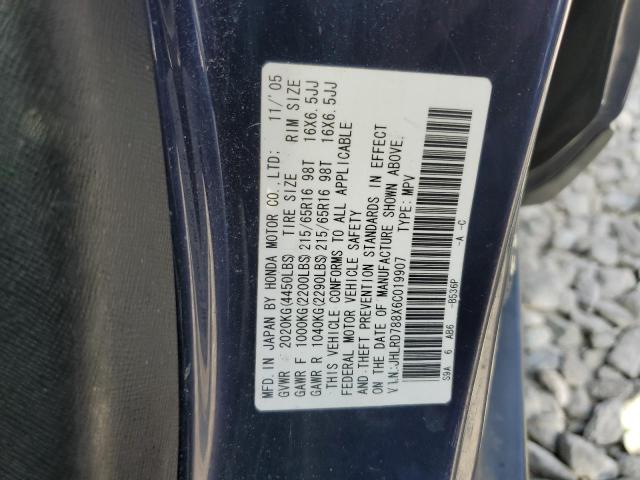 MFD. IN JAPAN BY HONDA MOTOR CO., LTD: 11/'05
GVWR : 2020KG(4450LBS) TIRE SIZE RIM SIZE
GAWR F 1000KG(2200LBS) 215/65R16 98T 16X6.5JJ
GAWR R 1040KG(2290LBS) 215/65R16 98T 16X6.5JJ
THIS VEHICLE CONFORMS TO ALL APPLICABLE
FEDERAL MOTOR VEHICLE SAFETY
AND THEFT PREVENTION STANDARDS IN EFFECT
ON THE DATE OF MANUFACTURE SHOWN ABOVE.
V.I.N.:JHLRD788X6C019907 TYPE: MPV
S9A 6 AB6 -B536P -A -C